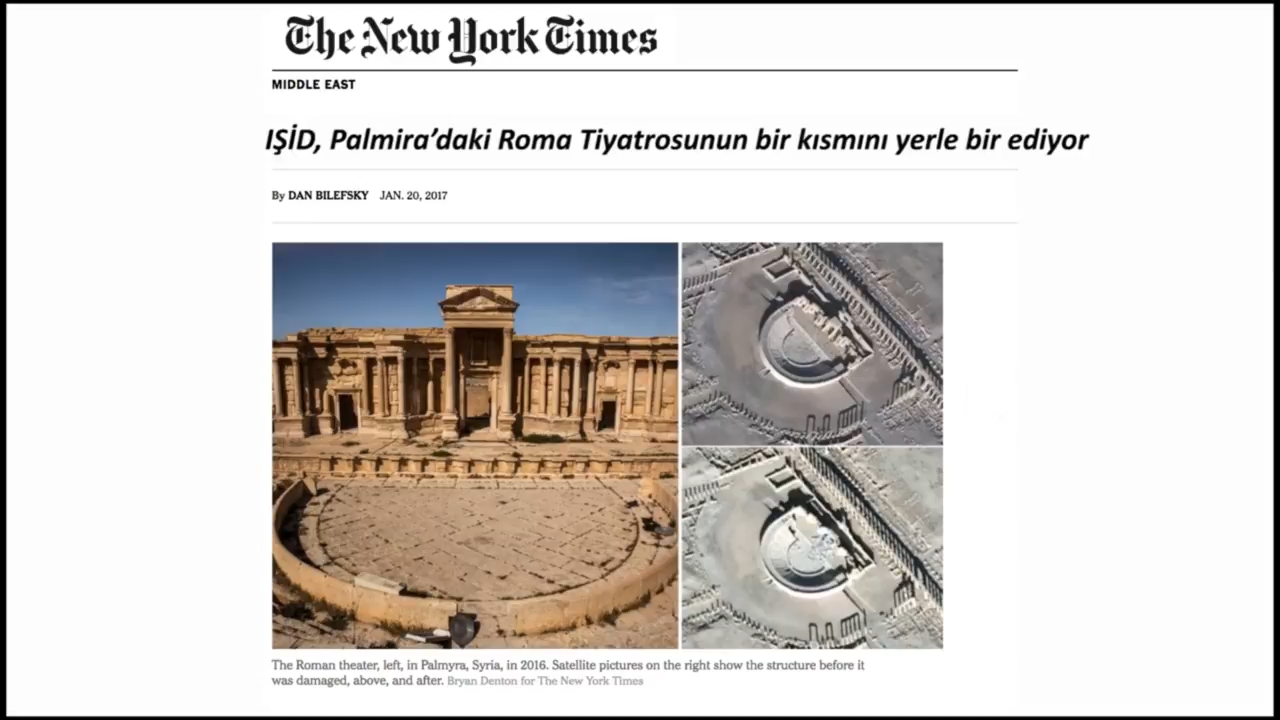 The New York Times
MIDDLE EAST
IŞİD, Palmira’daki Roma Tiyatrosunun bir kısmını yerle bir ediyor
By DAN BILEFSKY JAN. 20, 2017
The Roman theater, left, in Palmyra, Syria, in 2016. Satellite pictures on the right show the structure before it
was damaged, above, and after. Bryan Denton for The New York Times